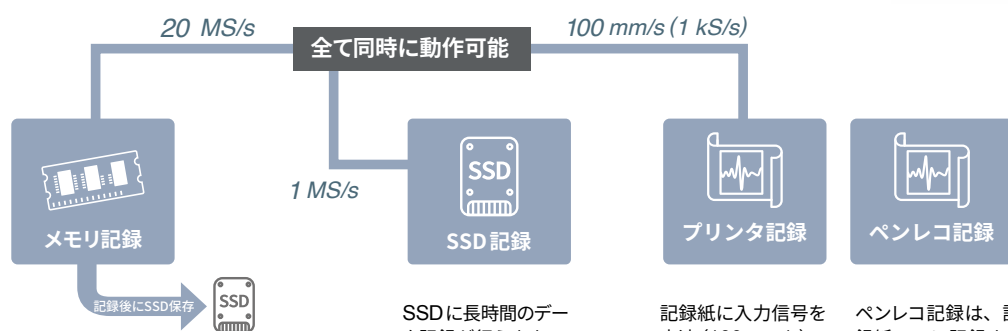 20 MS/s
全て同時に動作可能
100 mm/s (1 kS/s)
1 MS/s
メモリ記録
SSD
SSD記録
プリンタ記録
ペンレコ記録
記録後にSSD保存
SSD
SSDに長時間のデー
記録紙に入力信号を
ペンレコ記録は、